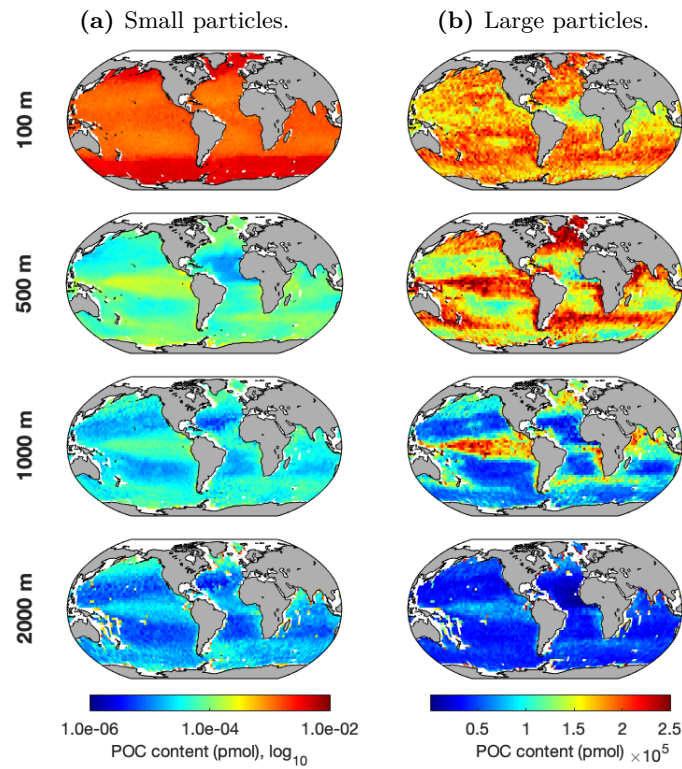 (a) Small particles.
(b) Large particles.
100 m
500 m
1000 m
2000 m
1.0e-06 1.0e-04 1.0e-02
POC content (pmol), log10
0.5 1 1.5 2 2.5
POC content (pmol) ×10^5